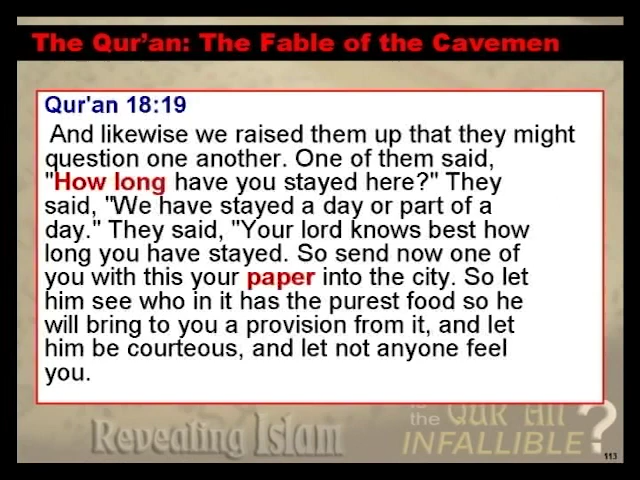 The Qur'an: The Fable of the Cavemen
Qur'an 18:19
And likewise we raised them up that they might
question one another. One of them said,
"How long have you stayed here?" They
said, "We have stayed a day or part of a
day." They said, "Your lord knows best how
long you have stayed. So send now one of
you with this your paper into the city. So let
him see who in it has the purest food so he
will bring to you a provision from it, and let
him be courteous, and let not anyone feel
you.
Is
the Qur'an
Revealing Islam
INFALLIBLE?
113